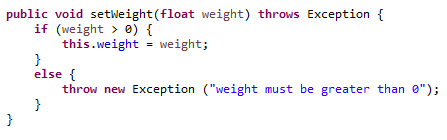 public void setWeight(float weight) throws Exception {
    if (weight > 0) {
        this.weight = weight;
    }
    else {
        throw new Exception ("weight must be greater than 0");
    }
}